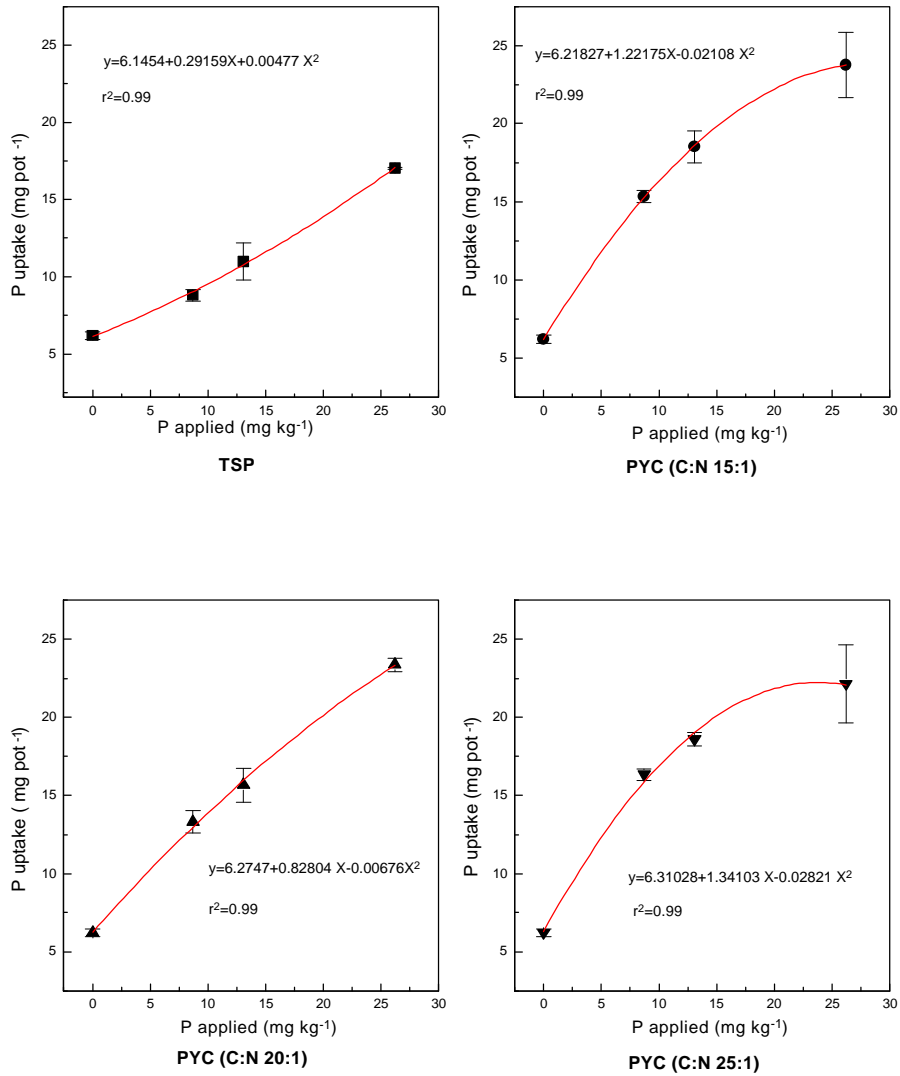 25
20
15
10
5
y=6.1454+0.29159X+0.00477 X²
r²=0.99
P uptake (mg pot -1)
0 5 10 15 20 25 30
P applied (mg kg-1)
TSP
25
20
15
10
5
y=6.21827+1.22175X-0.02108 X²
r²=0.99
P uptake (mg pot -1)
0 5 10 15 20 25 30
P applied (mg kg-1)
PYC (C:N 15:1)
25
20
15
10
5
P uptake ( mg pot -1)
y=6.2747+0.82804 X-0.00676X²
r²=0.99
0 5 10 15 20 25 30
P applied (mg kg-1)
PYC (C:N 20:1)
25
20
15
10
5
P uptake (mg pot -1)
y=6.31028+1.34103 X-0.02821 X²
r²=0.99
0 5 10 15 20 25 30
P applied (mg kg-1)
PYC (C:N 25:1)